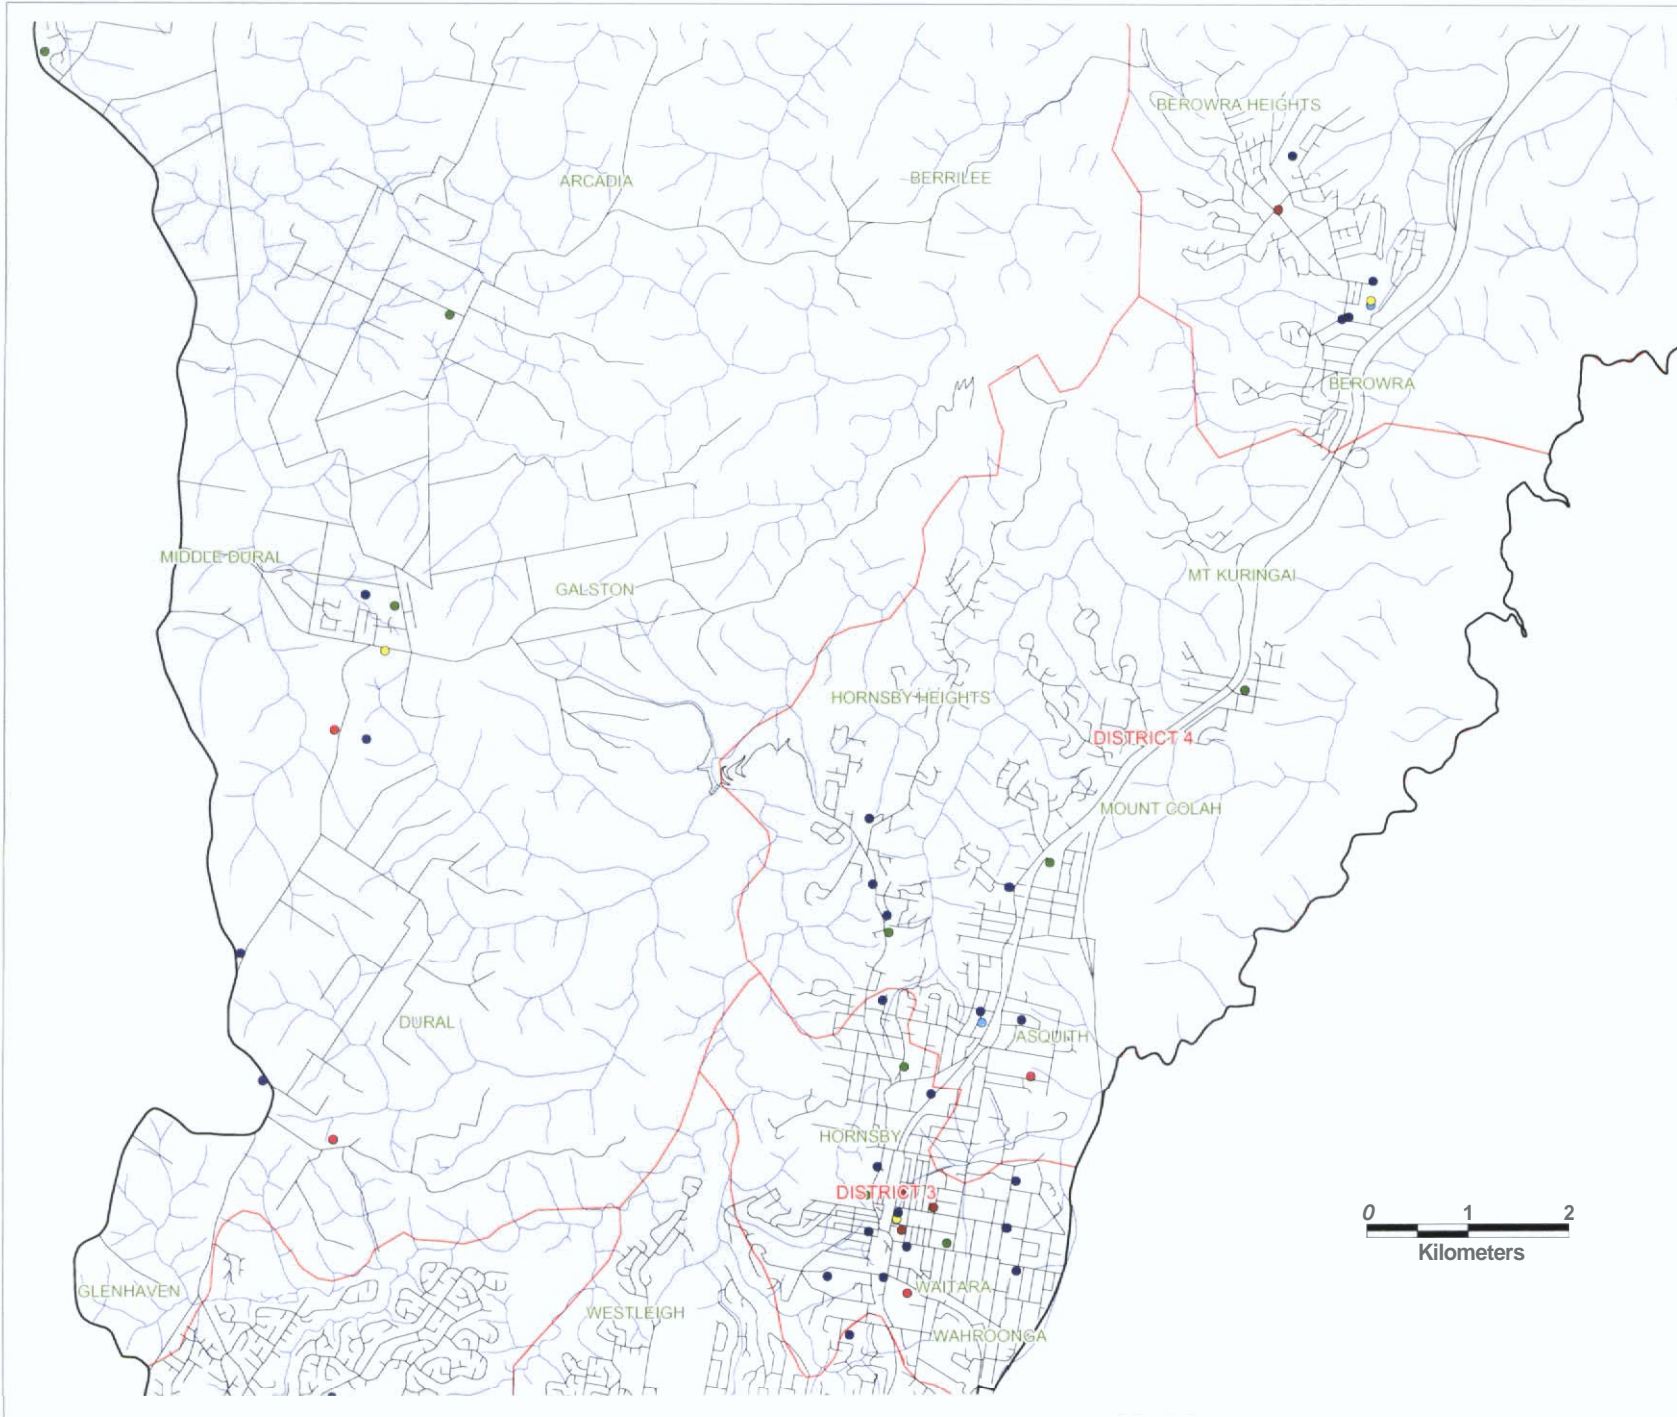 BEROWRA HEIGHTS
ARCADIA
BERRILEE
BEROWRA
MIDDLE DURAL
GALSTON
MT KURINGAI
HORNSBY HEIGHTS
DISTRICT 4
MOUNT COLAH
DURAL
ASQUITH
HORNSBY
DISTRICT 3
0 1 2
Kilometers
GLENHAVEN
WAITARA
WESTLEIGH
WAHROONGA